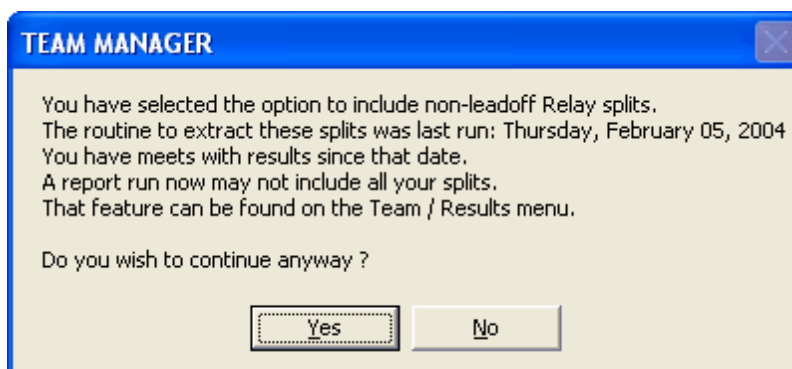 TEAM MANAGER
You have selected the option to include non-leadoff Relay splits.
The routine to extract these splits was last run: Thursday, February 05, 2004
You have meets with results since that date.
A report run now may not include all your splits.
That feature can be found on the Team / Results menu.
Do you wish to continue anyway ?
Yes No